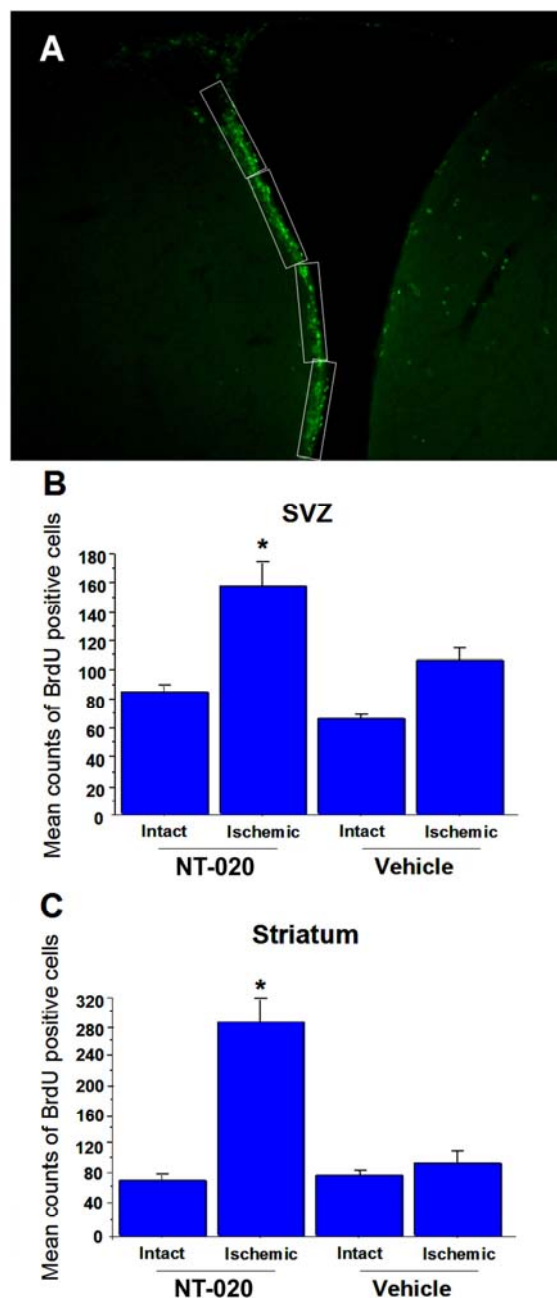 A
B
SVZ
*
Mean counts of BrdU positive cells
180
160
140
120
100
80
60
40
20
0
Intact Ischemic Intact Ischemic
NT-020 Vehicle
C
Striatum
*
Mean counts of BrdU positive cells
320
280
240
200
160
120
80
40
0
Intact Ischemic Intact Ischemic
NT-020 Vehicle